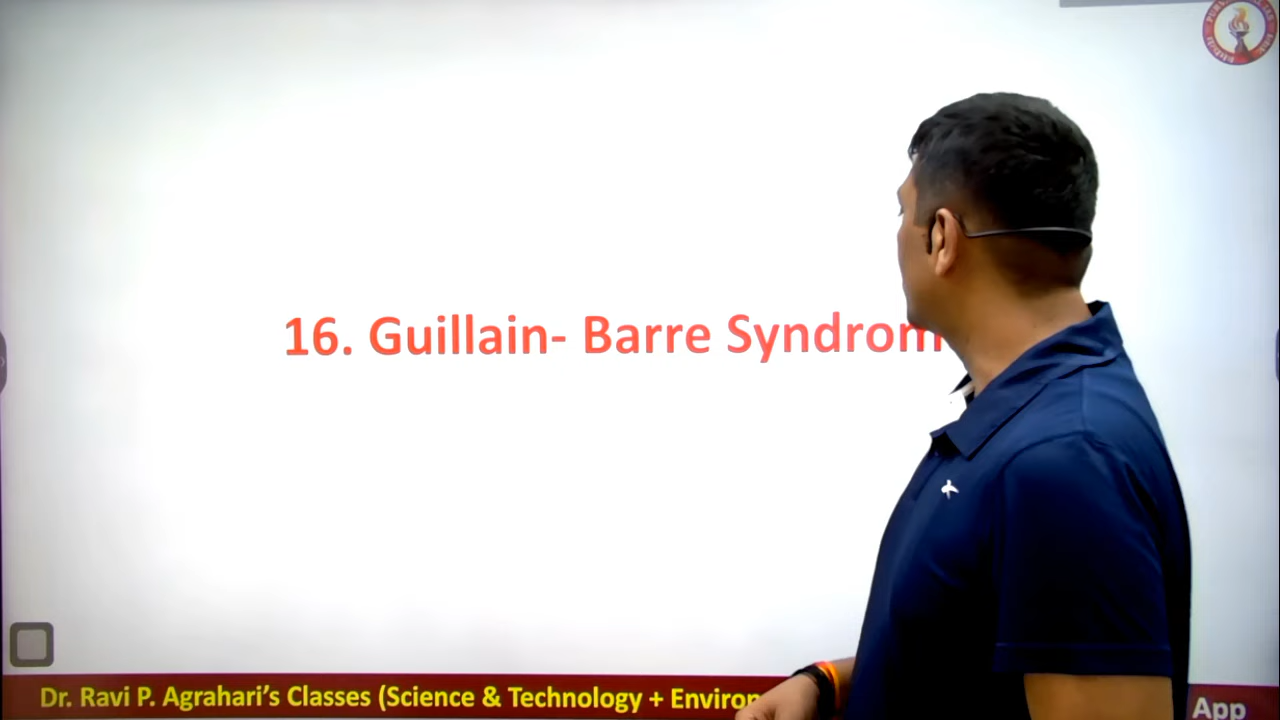 16. Guillain- Barre Syndrom
Dr. Ravi P. Agrahari's Classes (Science & Technology + Environ
App